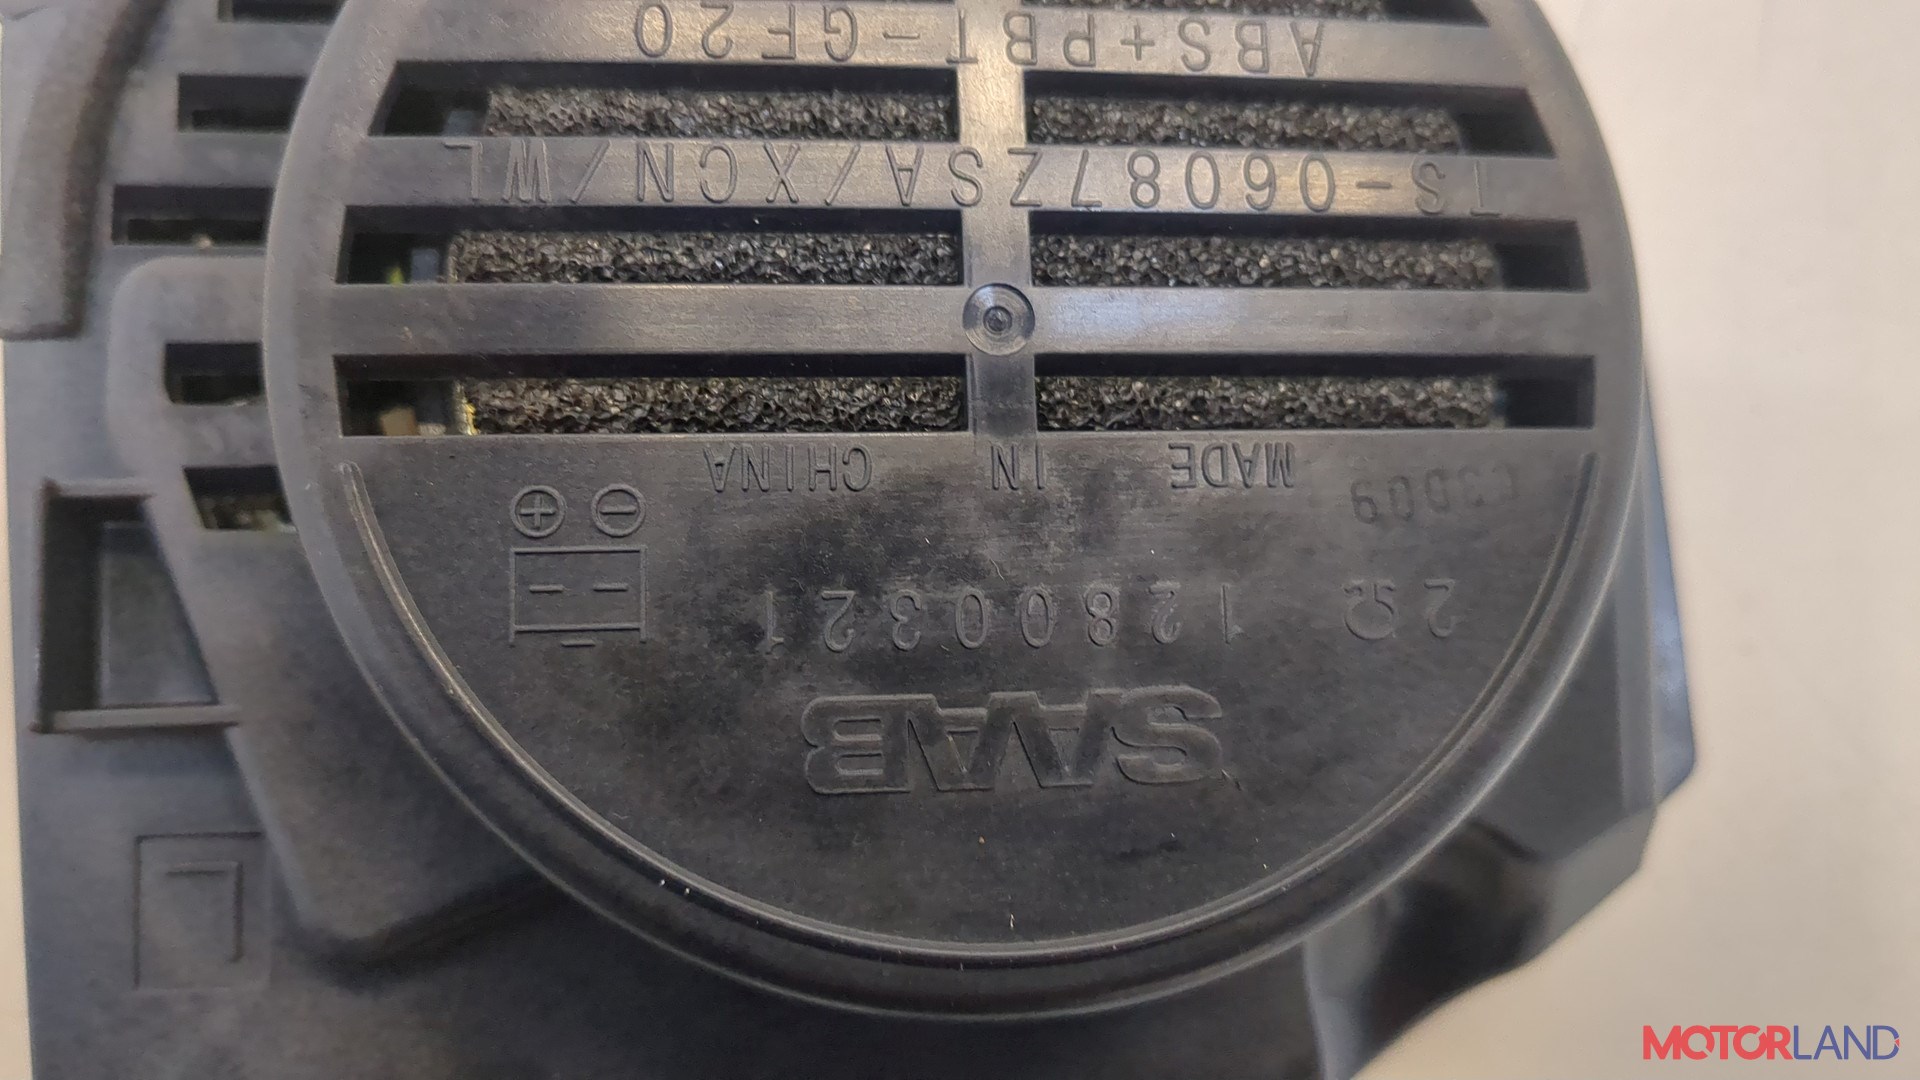 SAAB
2Ω 12800321
⊖ ⊕
MADE IN CHINA
TS-06087ZSA/XCN/WL
ABS+PBT-GF20
MOTORLAND